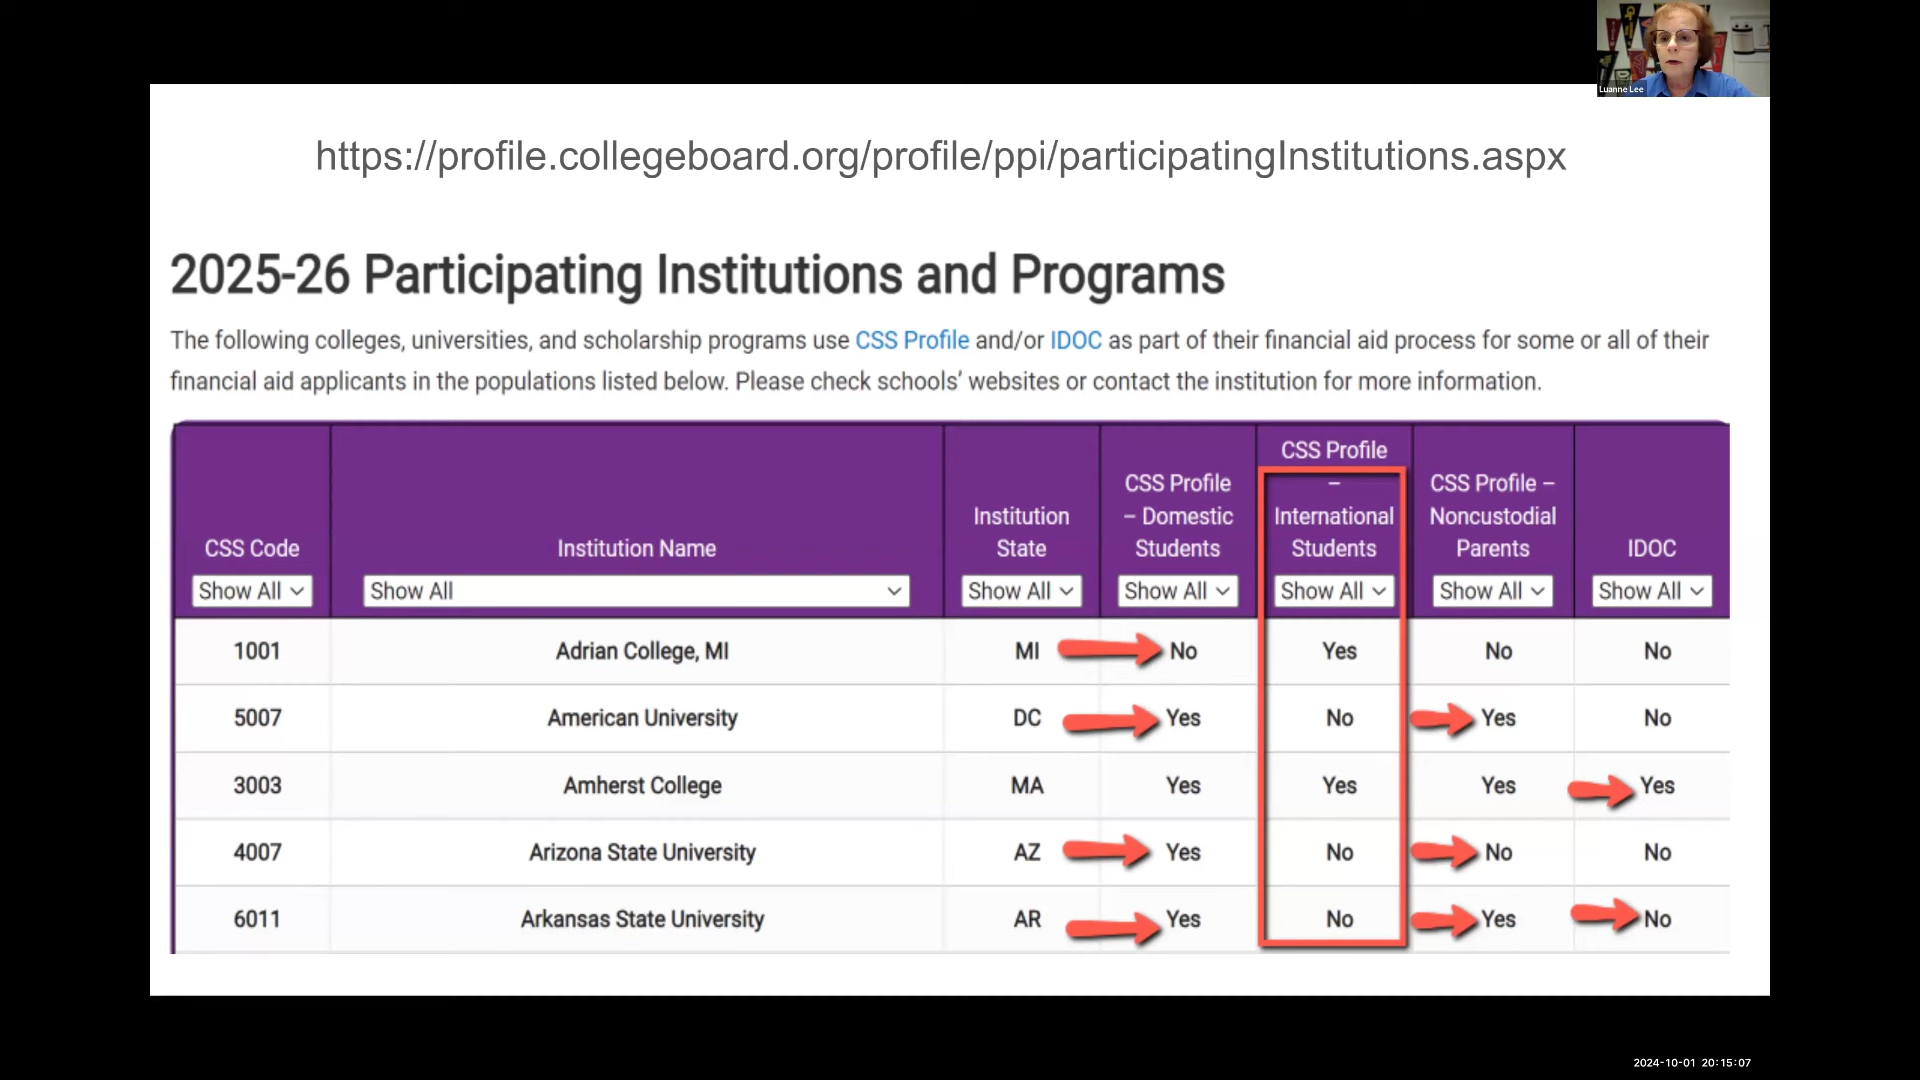 Luanne Lee
https://profile.collegeboard.org/profile/ppi/participatingInstitutions.aspx
2025-26 Participating Institutions and Programs
The following colleges, universities, and scholarship programs use CSS Profile and/or IDOC as part of their financial aid process for some or all of their
financial aid applicants in the populations listed below. Please check schools’ websites or contact the institution for more information.
CSS Code
Institution Name
Institution
State
CSS Profile
– Domestic
Students
CSS Profile
–
International
Students
CSS Profile –
Noncustodial
Parents
IDOC
Show All Show All Show All Show All Show All Show All Show All
1001 Adrian College, MI MI No Yes No No
5007 American University DC Yes No Yes No
3003 Amherst College MA Yes Yes Yes Yes
4007 Arizona State University AZ Yes No No No
6011 Arkansas State University AR Yes No Yes No
2024-10-01 20:15:07